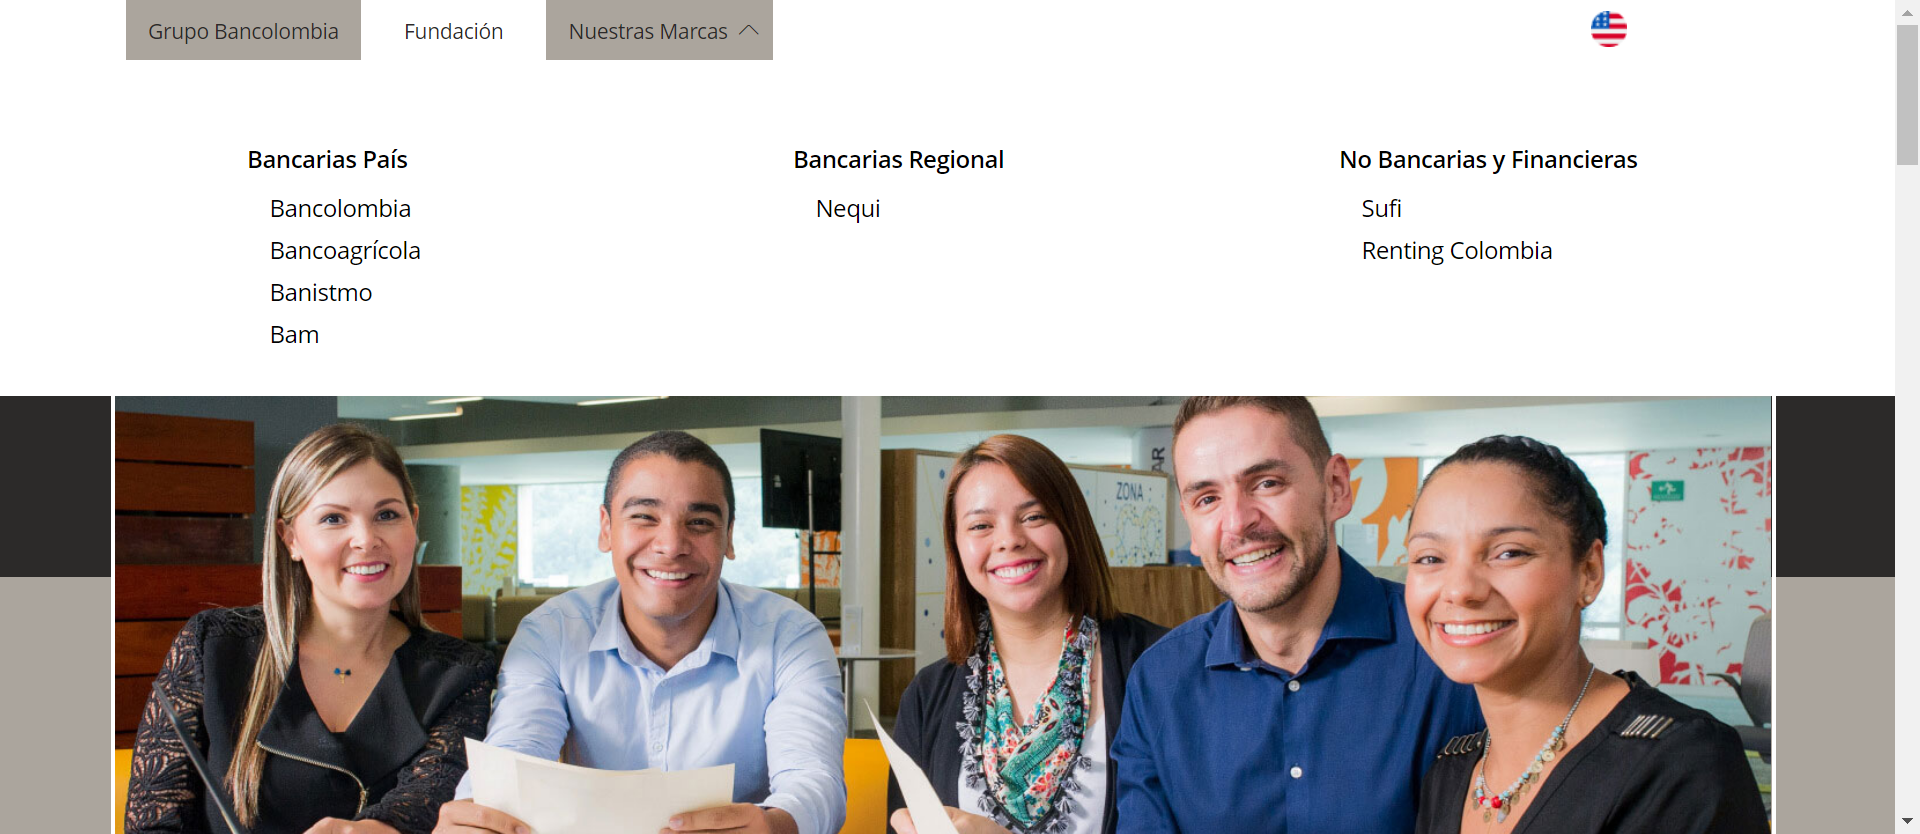 Grupo Bancolombia
Fundación
Nuestras Marcas
Bancarias País
Bancolombia
Bancoagrícola
Banistmo
Bam
Bancarias Regional
Nequi
No Bancarias y Financieras
Sufi
Renting Colombia
ZONA
AR